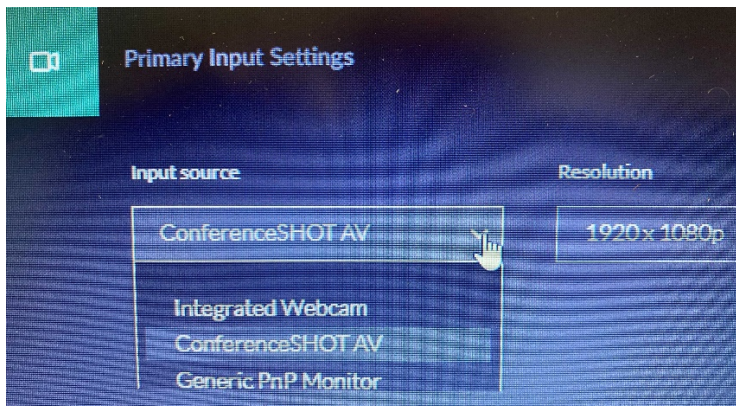 Primary Input Settings
Input source
Resolution
ConferenceSHOT AV
1920 x 1080p
Integrated Webcam
ConferenceSHOT AV
Generic PnP Monitor